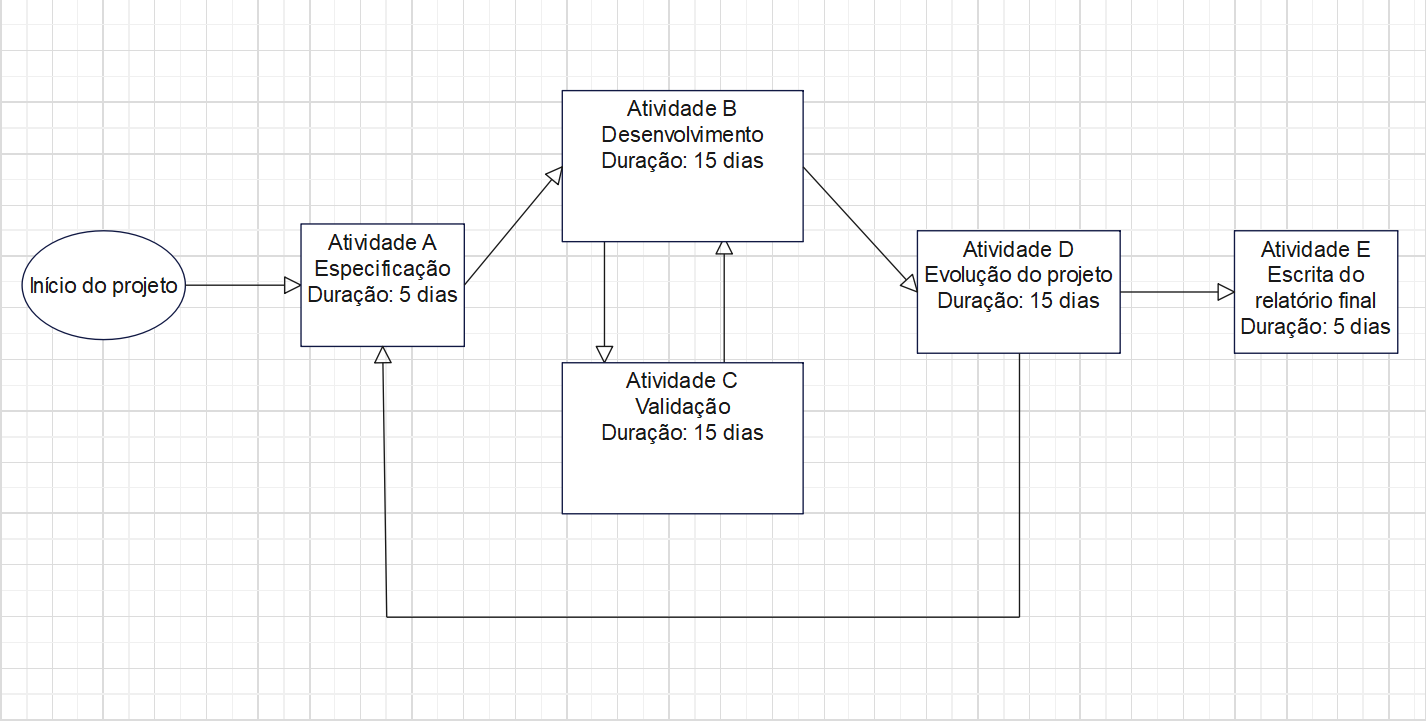 Início do projeto
Atividade A
Especificação
Duração: 5 dias
Atividade B
Desenvolvimento
Duração: 15 dias
Atividade C
Validação
Duração: 15 dias
Atividade D
Evolução do projeto
Duração: 15 dias
Atividade E
Escrita do
relatório final
Duração: 5 dias